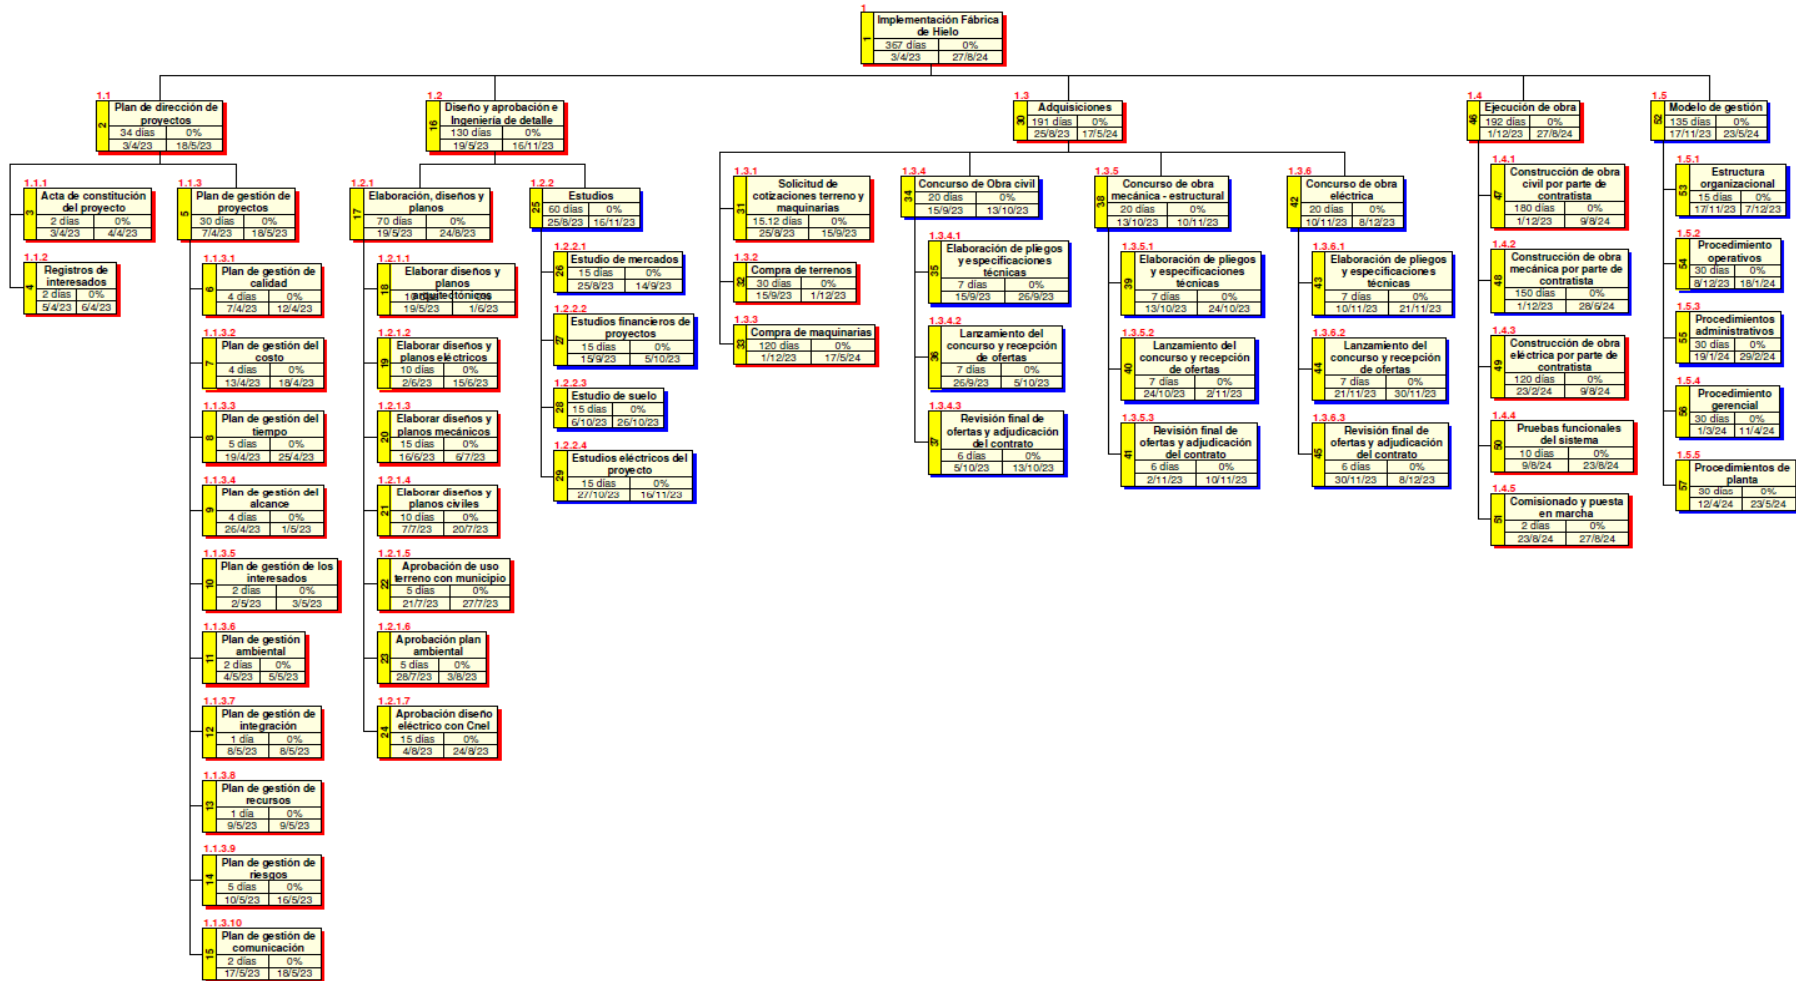 1
1
Implementación Fábrica
de Hielo
367 días 0%
3/4/23 27/8/24
1.1
2
Plan de dirección de
proyectos
34 días 0%
3/4/23 18/5/23
1.1.1
3
Acta de constitución
del proyecto
2 días 0%
3/4/23 4/4/23
1.1.2
4
Registros de
interesados
2 días 0%
5/4/23 6/4/23
1.1.3
5
Plan de gestión de
proyectos
30 días 0%
7/4/23 18/5/23
1.1.3.1
6
Plan de gestión de
calidad
4 días 0%
7/4/23 12/4/23
1.1.3.2
7
Plan de gestión del
costo
4 días 0%
13/4/23 18/4/23
1.1.3.3
8
Plan de gestión del
tiempo
5 días 0%
19/4/23 25/4/23
1.1.3.4
9
Plan de gestión del
alcance
4 días 0%
26/4/23 1/5/23
1.1.3.5
10
Plan de gestión de los
interesados
2 días 0%
2/5/23 3/5/23
1.1.3.6
11
Plan de gestión
ambiental
2 días 0%
4/5/23 5/5/23
1.1.3.7
12
Plan de gestión de
integración
1 día 0%
8/5/23 8/5/23
1.1.3.8
13
Plan de gestión de
recursos
1 día 0%
9/5/23 9/5/23
1.1.3.9
14
Plan de gestión de
riesgos
5 días 0%
10/5/23 16/5/23
1.1.3.10
15
Plan de gestión de
comunicación
2 días 0%
17/5/23 18/5/23
1.2
16
Diseño y aprobación e
Ingeniería de detalle
130 días 0%
19/5/23 16/11/23
1.2.1
17
Elaboración, diseños y
planos
70 días 0%
19/5/23 24/8/23
1.2.1.1
18
Elaborar diseños y
planos
arquitectónicos
10 días 0%
19/5/23 1/6/23
1.2.1.2
19
Elaborar diseños y
planos eléctricos
10 días 0%
2/6/23 15/6/23
1.2.1.3
20
Elaborar diseños y
planos mecánicos
15 días 0%
16/6/23 6/7/23
1.2.1.4
21
Elaborar diseños y
planos civiles
10 días 0%
7/7/23 20/7/23
1.2.1.5
22
Aprobación de uso
terreno con municipio
5 días 0%
21/7/23 27/7/23
1.2.1.6
23
Aprobación plan
ambiental
5 días 0%
28/7/23 3/8/23
1.2.1.7
24
Aprobación diseño
eléctrico con Cnel
15 días 0%
4/8/23 24/8/23
1.2.2
25
Estudios
60 días 0%
25/8/23 16/11/23
1.2.2.1
26
Estudio de mercados
15 días 0%
25/8/23 14/9/23
1.2.2.2
27
Estudios financieros de
proyectos
15 días 0%
15/9/23 5/10/23
1.2.2.3
28
Estudio de suelo
15 días 0%
6/10/23 26/10/23
1.2.2.4
29
Estudios eléctricos del
proyecto
15 días 0%
27/10/23 16/11/23
1.3
30
Adquisiciones
191 días 0%
25/8/23 17/5/24
1.3.1
31
Solicitud de
cotizaciones terreno y
maquinarias
15.12 días 0%
25/8/23 15/9/23
1.3.2
32
Compra de terrenos
30 días 0%
15/9/23 1/12/23
1.3.3
33
Compra de maquinarias
120 días 0%
1/12/23 17/5/24
1.3.4
34
Concurso de Obra civil
20 días 0%
15/9/23 13/10/23
1.3.4.1
35
Elaboración de pliegos
y especificaciones
técnicas
7 días 0%
15/9/23 26/9/23
1.3.4.2
36
Lanzamiento del
concurso y recepción
de ofertas
7 días 0%
26/9/23 5/10/23
1.3.4.3
37
Revisión final de
ofertas y adjudicación
del contrato
6 días 0%
5/10/23 13/10/23
1.3.5
38
Concurso de obra
mecánica - estructural
20 días 0%
13/10/23 10/11/23
1.3.5.1
39
Elaboración de pliegos
y especificaciones
técnicas
7 días 0%
13/10/23 24/10/23
1.3.5.2
40
Lanzamiento del
concurso y recepción
de ofertas
7 días 0%
24/10/23 2/11/23
1.3.5.3
41
Revisión final de
ofertas y adjudicación
del contrato
6 días 0%
2/11/23 10/11/23
1.3.6
42
Concurso de obra
eléctrica
20 días 0%
10/11/23 8/12/23
1.3.6.1
43
Elaboración de pliegos
y especificaciones
técnicas
7 días 0%
10/11/23 21/11/23
1.3.6.2
44
Lanzamiento del
concurso y recepción
de ofertas
7 días 0%
21/11/23 30/11/23
1.3.6.3
45
Revisión final de
ofertas y adjudicación
del contrato
6 días 0%
30/11/23 8/12/23
1.4
46
Ejecución de obra
192 días 0%
1/12/23 27/8/24
1.4.1
47
Construcción de obra
civil por parte de
contratista
180 días 0%
1/12/23 9/8/24
1.4.2
48
Construcción de obra
mecánica por parte de
contratista
150 días 0%
1/12/23 28/6/24
1.4.3
49
Construcción de obra
eléctrica por parte de
contratista
120 días 0%
23/2/24 9/8/24
1.4.4
50
Pruebas funcionales
del sistema
10 días 0%
9/8/24 23/8/24
1.4.5
51
Comisionado y puesta
en marcha
2 días 0%
23/8/24 27/8/24
1.5
52
Modelo de gestión
135 días 0%
17/11/23 23/5/24
1.5.1
53
Estructura
organizacional
15 días 0%
17/11/23 7/12/23
1.5.2
54
Procedimiento
operativos
30 días 0%
8/12/23 18/1/24
1.5.3
55
Procedimientos
administrativos
30 días 0%
19/1/24 29/2/24
1.5.4
56
Procedimiento
gerencial
30 días 0%
1/3/24 11/4/24
1.5.5
57
Procedimientos de
planta
30 días 0%
12/4/24 23/5/24